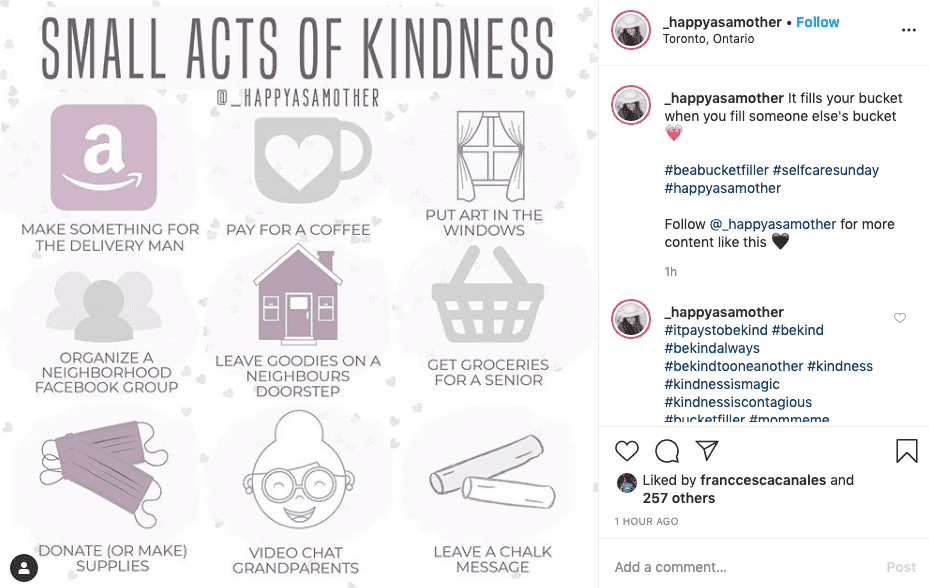 SMALL ACTS OF KINDNESS
@_HAPPYASAMOTHER
a
MAKE SOMETHING FOR
THE DELIVERY MAN
PAY FOR A COFFEE
PUT ART IN THE
WINDOWS
ORGANIZE A
NEIGHBORHOOD
FACEBOOK GROUP
LEAVE GOODIES ON A
NEIGHBOURS
DOORSTEP
GET GROCERIES
FOR A SENIOR
DONATE (OR MAKE)
SUPPLIES
VIDEO CHAT
GRANDPARENTS
LEAVE A CHALK
MESSAGE
_happyasamother • Follow
Toronto, Ontario
_happyasamother It fills your bucket
when you fill someone else's bucket
💗
#beabucketfiller #selfcaresunday
#happyasamother
Follow @_happyasamother for more
content like this 🖤
1h
_happyasamother
#itpaystobekind #bekind
#bekindalways
#bekindtooneanother #kindness
#kindnessismagic
#kindnessiscontagious
#bucketfiller #mommeme
Liked by franccescacanales and
257 others
1 HOUR AGO
Add a comment...
Post